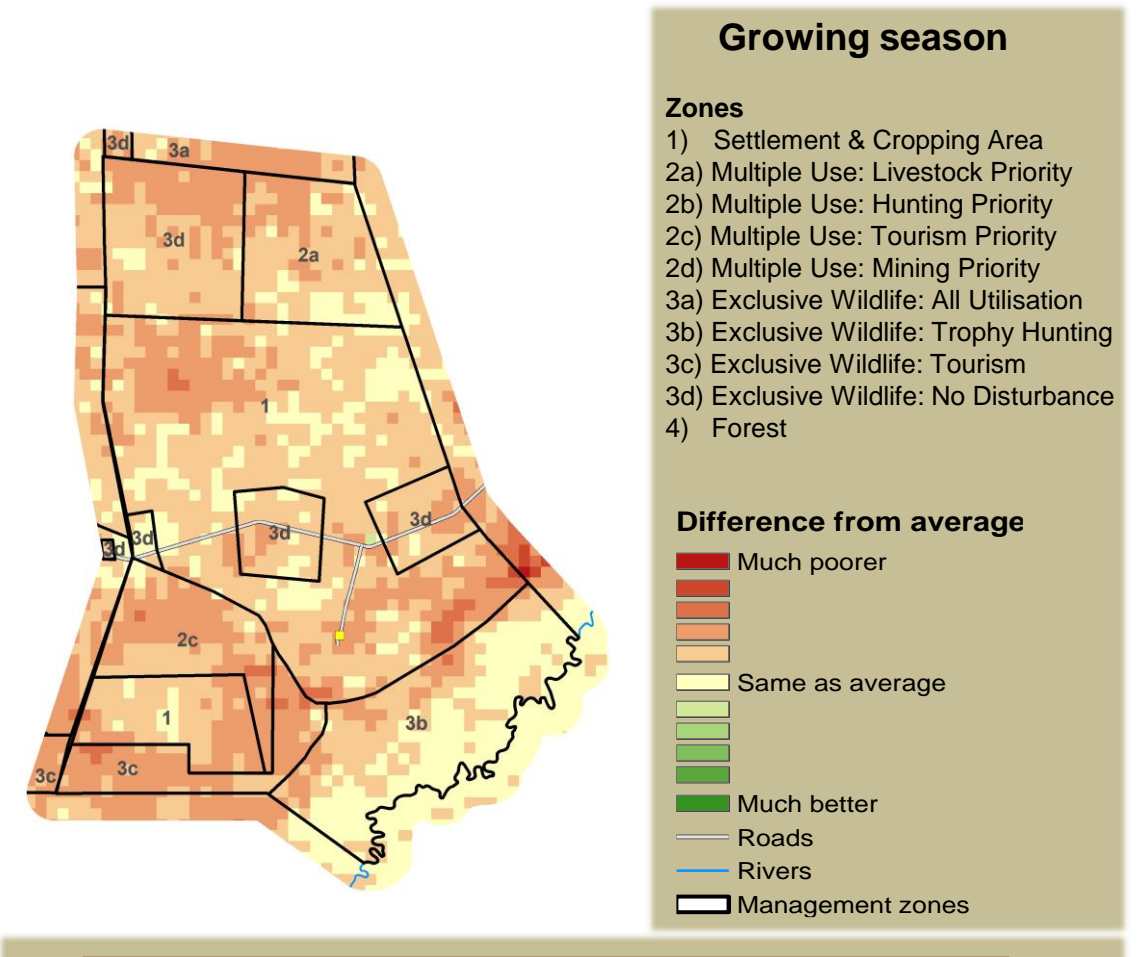 Growing season
Zones
1) Settlement & Cropping Area
2a) Multiple Use: Livestock Priority
2b) Multiple Use: Hunting Priority
2c) Multiple Use: Tourism Priority
2d) Multiple Use: Mining Priority
3a) Exclusive Wildlife: All Utilisation
3b) Exclusive Wildlife: Trophy Hunting
3c) Exclusive Wildlife: Tourism
3d) Exclusive Wildlife: No Disturbance
4) Forest
Difference from average
Much poorer
Same as average
Much better
Roads
Rivers
Management zones
3d
3a
3d
2a
1
3d
3d
3d
3d
2c
1
3b
3c
3c